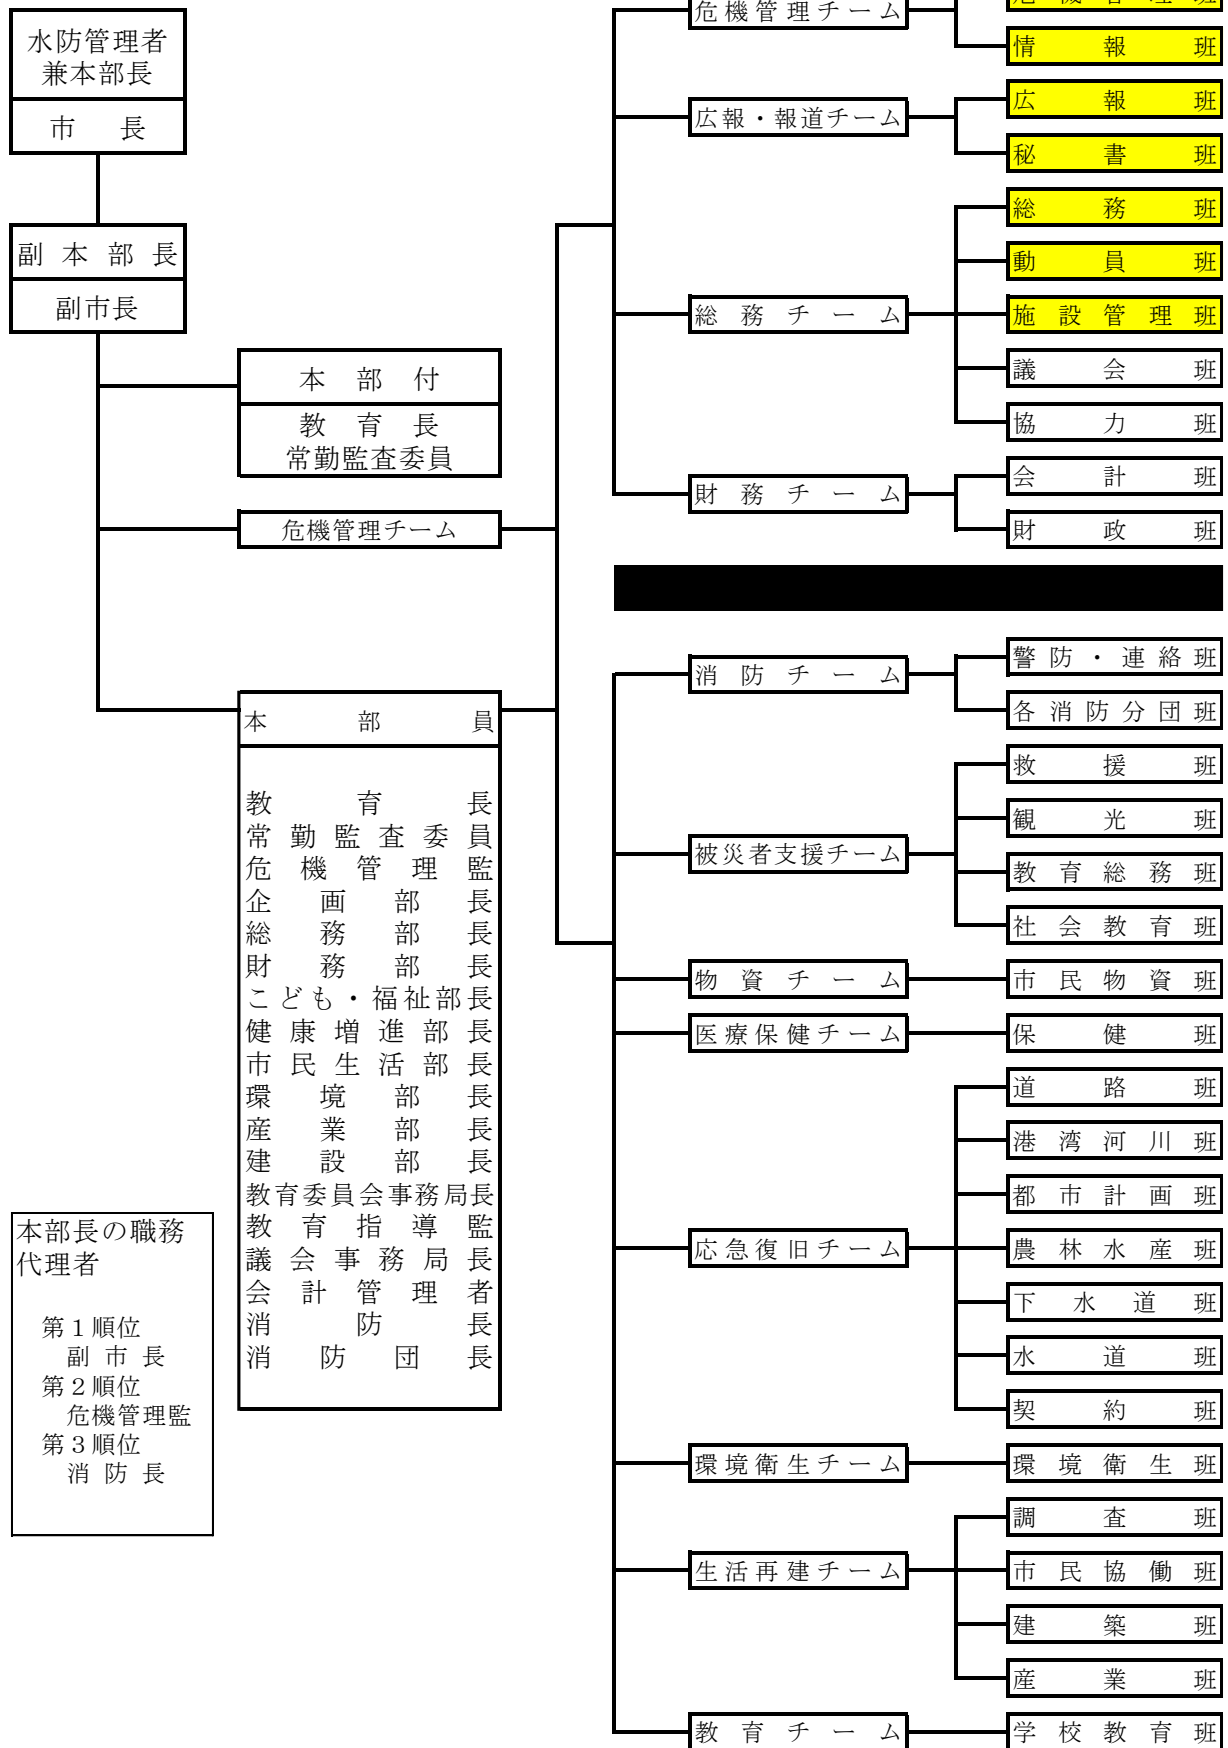 水防管理者
兼本部長
市長
副本部長
副市長
本部付
教育長
常勤監査委員
危機管理チーム
本部員
教育長
常勤監査委員
危機管理監
企画部長
総務部長
財務部長
こども・福祉部長
健康増進部長
市民生活部長
環境部長
産業部長
建設部長
教育委員会事務局長
教育指導監
議会事務局長
会計管理者
消防長
消防団長
本部長の職務
代理者
第1順位
副市長
第2順位
危機管理監
第3順位
消防長
危機管理チーム
危機管理班
情報班
広報・報道チーム
広報班
秘書班
総務チーム
総務班
動員班
施設管理班
議会班
協力班
財務チーム
会計班
財政班
消防チーム
警防・連絡班
各消防分団班
被災者支援チーム
救援班
観光班
教育総務班
社会教育班
物資チーム
市民物資班
医療保健チーム
保健班
応急復旧チーム
道路班
港湾河川班
都市計画班
農林水産班
下水道班
水道班
契約班
環境衛生チーム
環境衛生班
生活再建チーム
調査班
市民協働班
建築班
産業班
教育チーム
学校教育班